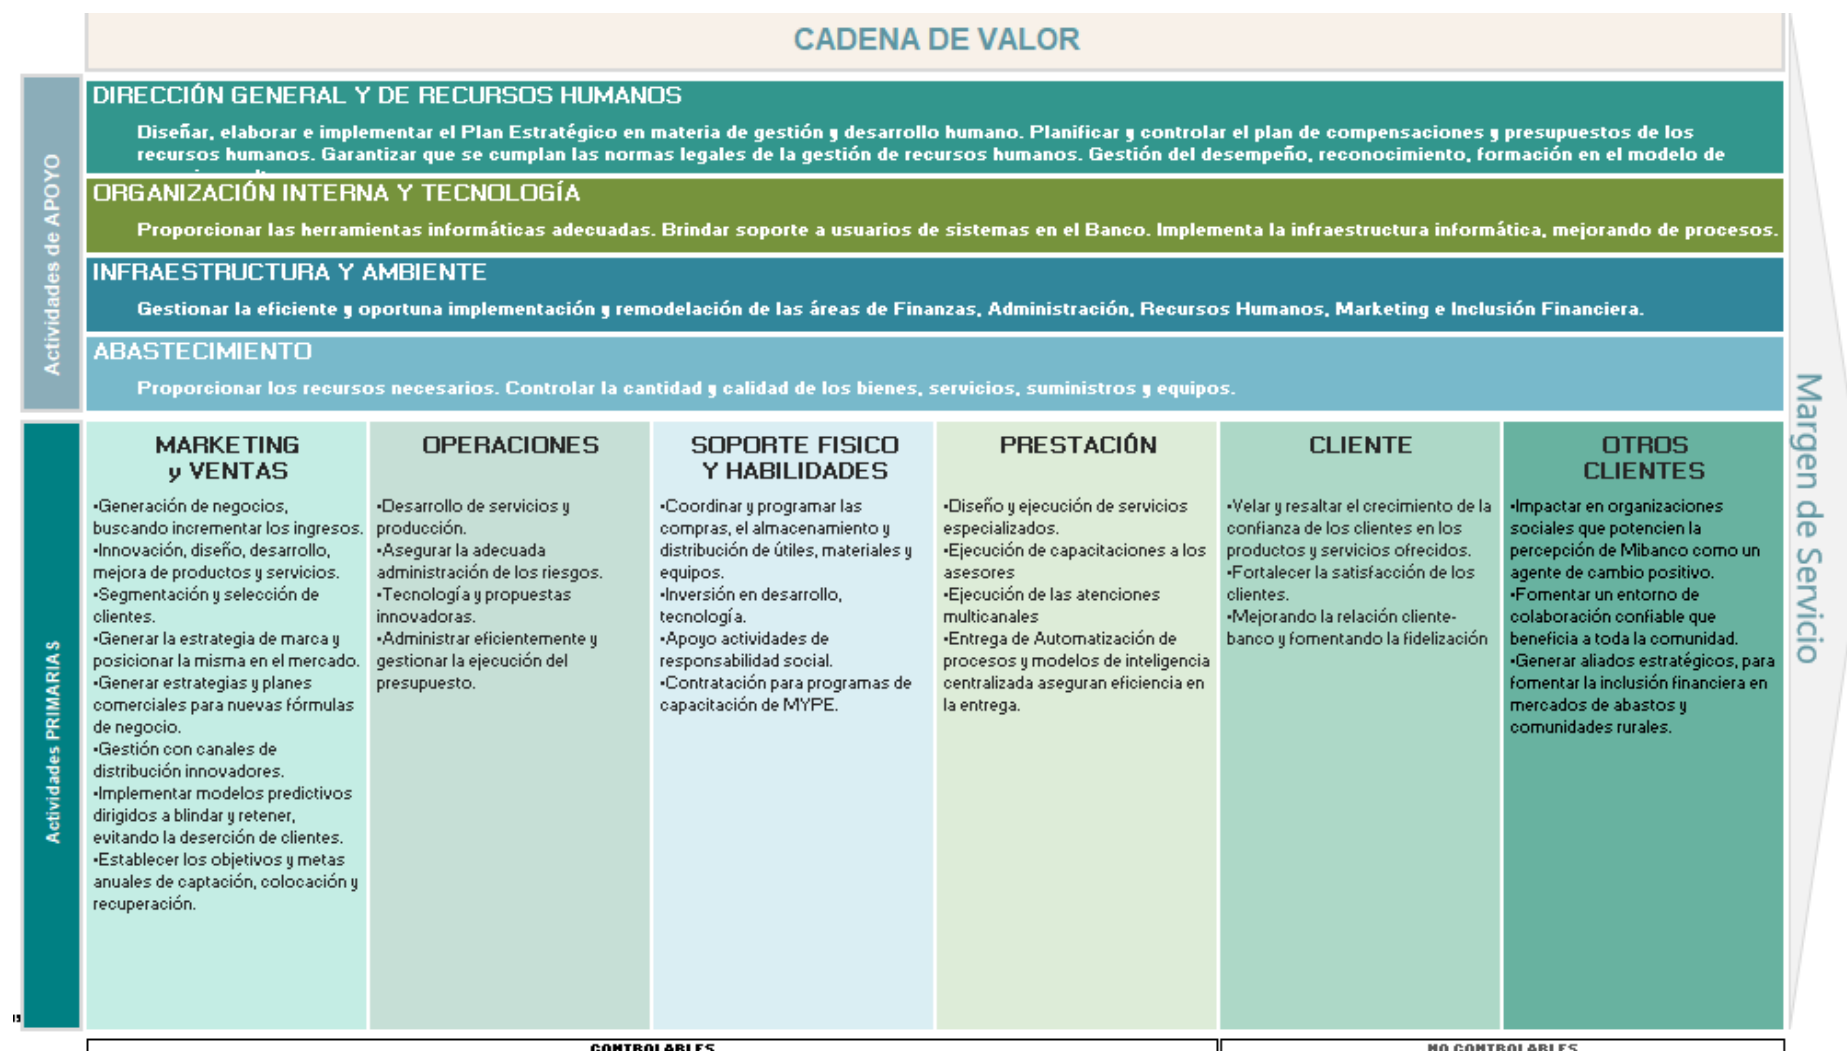 CADENA DE VALOR
Actividades de APOYO
DIRECCIÓN GENERAL Y DE RECURSOS HUMANOS
Diseñar, elaborar e implementar el Plan Estratégico en materia de gestión y desarrollo humano. Planificar y controlar el plan de compensaciones y presupuestos de los
recursos humanos. Garantizar que se cumplan las normas legales de la gestión de recursos humanos. Gestión del desempeño, reconocimiento, formación en el modelo de
ORGANIZACIÓN INTERNA Y TECNOLOGÍA
Proporcionar las herramientas informáticas adecuadas. Brindar soporte a usuarios de sistemas en el Banco. Implementa la infraestructura informática, mejorando de procesos.
INFRAESTRUCTURA Y AMBIENTE
Gestionar la eficiente y oportuna implementación y remodelación de las áreas de Finanzas, Administración, Recursos Humanos, Marketing e Inclusión Financiera.
ABASTECIMIENTO
Proporcionar los recursos necesarios. Controlar la cantidad y calidad de los bienes, servicios, suministros y equipos.
Actividades PRIMARIAS
MARKETING
y VENTAS
•Generación de negocios,
buscando incrementar los ingresos.
•Innovación, diseño, desarrollo,
mejora de productos y servicios.
•Segmentación y selección de
clientes.
•Generar la estrategia de marca y
posicionar la misma en el mercado.
•Generar estrategias y planes
comerciales para nuevas fórmulas
de negocio.
•Gestión con canales de
distribución innovadores.
•Implementar modelos predictivos
dirigidos a blindar y retener,
evitando la deserción de clientes.
•Establecer los objetivos y metas
anuales de captación, colocación y
recuperación.
OPERACIONES
•Desarrollo de servicios y
producción.
•Asegurar la adecuada
administración de los riesgos.
•Tecnología y propuestas
innovadoras.
•Administrar eficientemente y
gestionar la ejecución del
presupuesto.
SOPORTE FISICO
Y HABILIDADES
•Coordinar y programar las
compras, el almacenamiento y
distribución de útiles, materiales y
equipos.
•Inversión en desarrollo,
tecnología.
•Apoyo actividades de
responsabilidad social.
•Contratación para programas de
capacitación de MYPE.
PRESTACIÓN
•Diseño y ejecución de servicios
especializados.
•Ejecución de capacitaciones a los
asesores
•Ejecución de las atenciones
multicanales
•Entrega de Automatización de
procesos y modelos de inteligencia
centralizada aseguran eficiencia en
la entrega.
CLIENTE
•Velar y resaltar el crecimiento de la
confianza de los clientes en los
productos y servicios ofrecidos.
•Fortalecer la satisfacción de los
clientes.
•Mejorando la relación cliente-
banco y fomentando la fidelización
OTROS
CLIENTES
•Impactar en organizaciones
sociales que potencien la
percepción de Mibanco como un
agente de cambio positivo.
•Fomentar un entorno de
colaboración confiable que
beneficia a toda la comunidad.
•Generar aliados estratégicos, para
fomentar la inclusión financiera en
mercados de abastos y
comunidades rurales.
Margen de Servicio
CONTROLABLES
NO CONTROLABLES